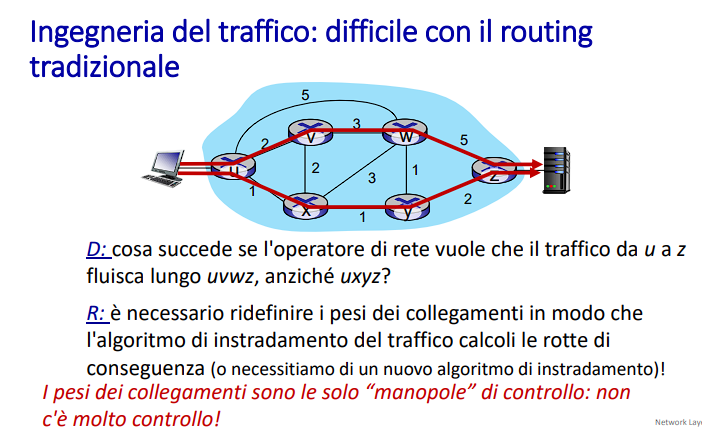 Ingegneria del traffico: difficile con il routing
tradizionale
5
2
v
3
w
5
u
2
3
1
z
1
x
1
y
2
D: cosa succede se l'operatore di rete vuole che il traffico da u a z
fluisca lungo uvwz, anziché uxyz?
R: è necessario ridefinire i pesi dei collegamenti in modo che
l'algoritmo di instradamento del traffico calcoli le rotte di
conseguenza (o necessitiamo di un nuovo algoritmo di instradamento)!
I pesi dei collegamenti sono le solo “manopole” di controllo: non
c'è molto controllo!
Network Laye